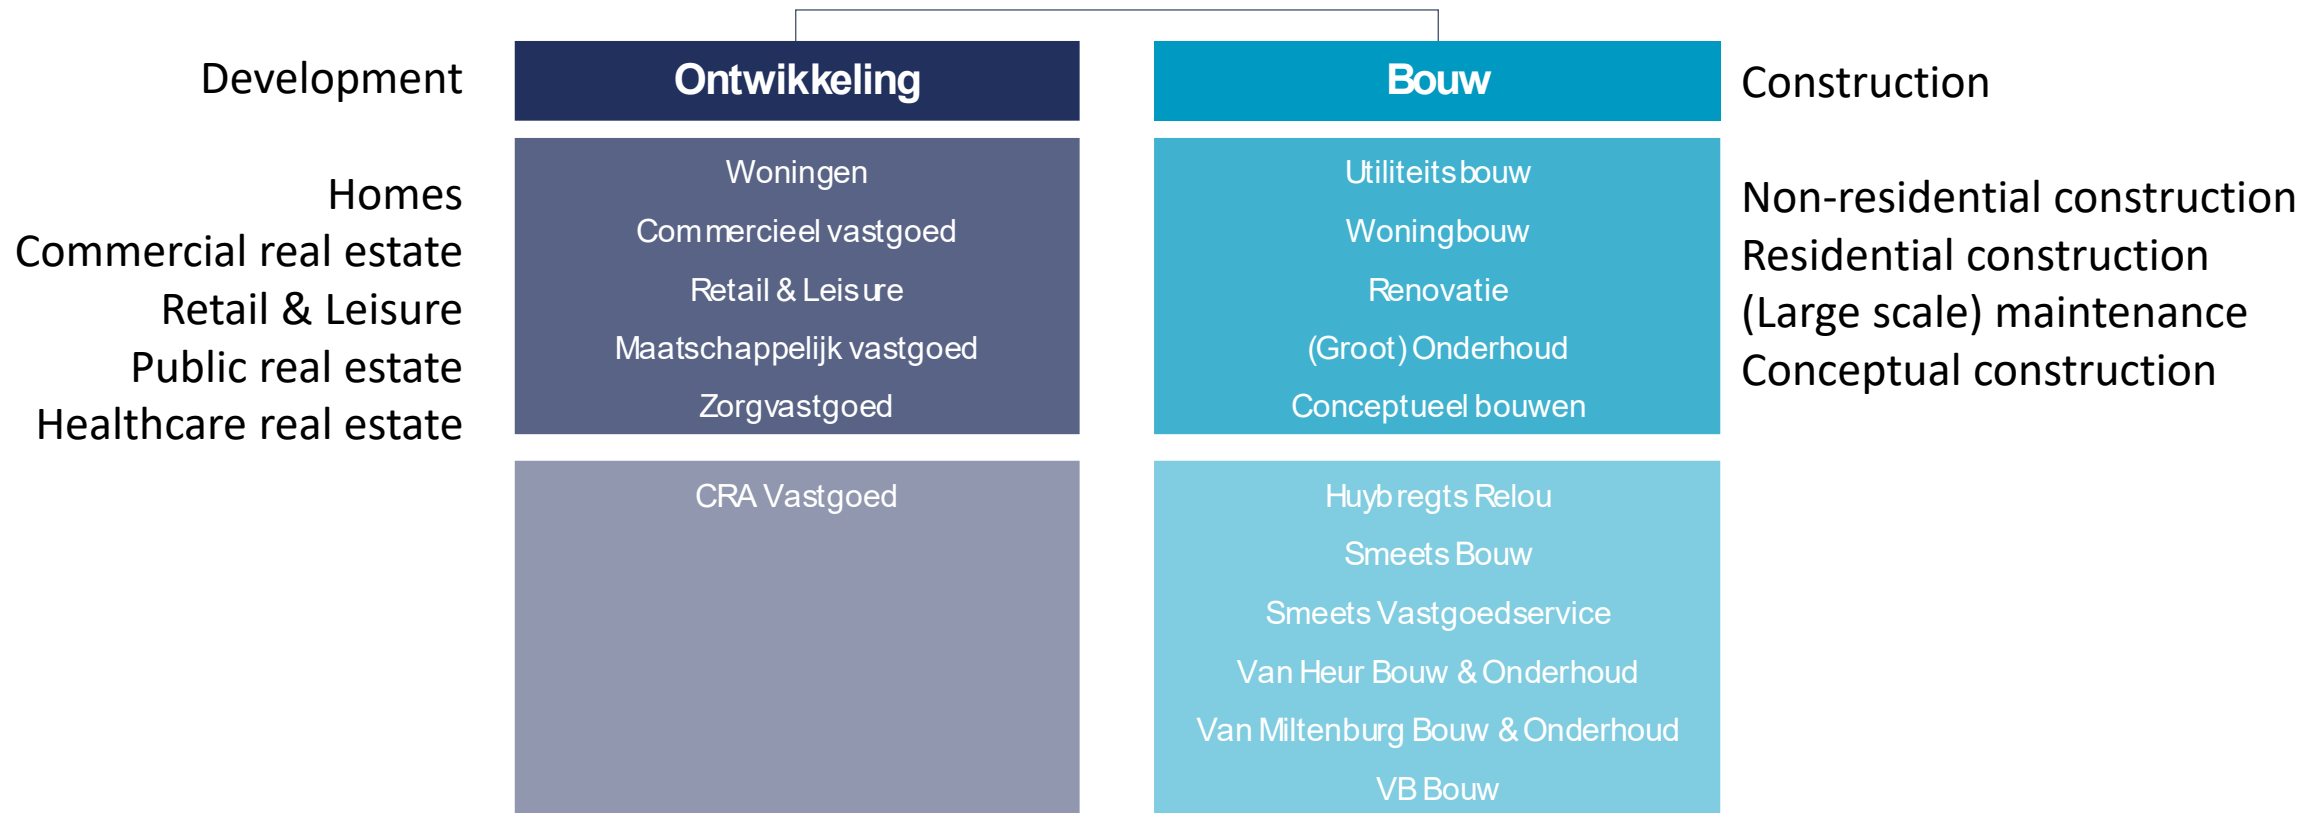 Development
Ontwikkeling
Bouw
Construction
Homes
Commercial real estate
Retail & Leisure
Public real estate
Healthcare real estate
Woningen
Commercieel vastgoed
Retail & Leisure
Maatschappelijk vastgoed
Zorgvastgoed
Utiliteitsbouw
Woningbouw
Renovatie
(Groot) Onderhoud
Conceptueel bouwen
Non-residential construction
Residential construction
(Large scale) maintenance
Conceptual construction
CRA Vastgoed
Huybregts Relou
Smeets Bouw
Smeets Vastgoedservice
Van Heur Bouw & Onderhoud
Van Miltenburg Bouw & Onderhoud
VB Bouw